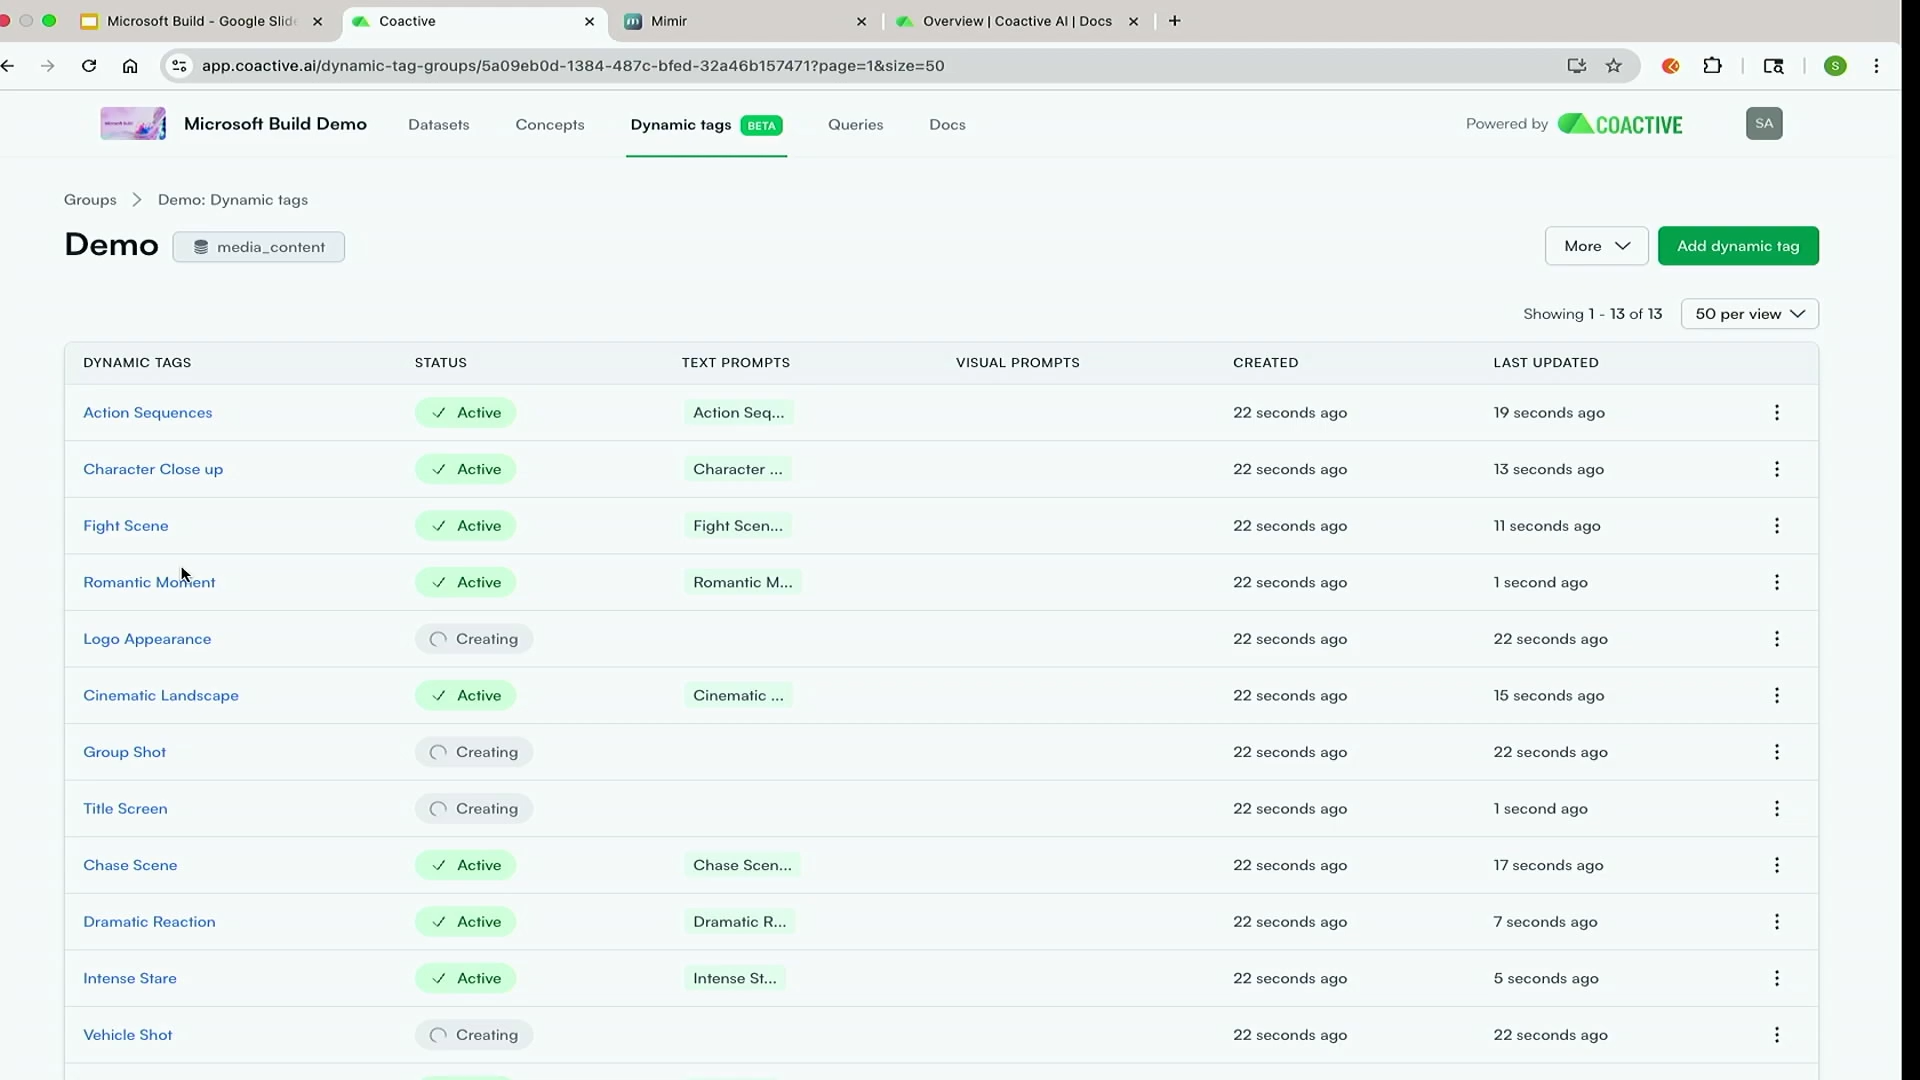 Microsoft Build - Google Slid
Coactive
Mimir
Overview | Coactive AI | Docs
app.coactive.ai/dynamic-tag-groups/5a09eb0d-1384-487c-bfed-32a46b157471?page=1&size=50
S
Microsoft Build Demo
Datasets
Concepts
Dynamic tags BETA
Queries
Docs
Powered by COACTIVE
SA
Groups > Demo: Dynamic tags
Demo
media_content
More
Add dynamic tag
Showing 1 - 13 of 13
50 per view
DYNAMIC TAGS STATUS TEXT PROMPTS VISUAL PROMPTS CREATED LAST UPDATED
Action Sequences Active Action Seq... 22 seconds ago 19 seconds ago
Character Close up Active Character ... 22 seconds ago 13 seconds ago
Fight Scene Active Fight Scen... 22 seconds ago 11 seconds ago
Romantic Moment Active Romantic M... 22 seconds ago 1 second ago
Logo Appearance Creating 22 seconds ago 22 seconds ago
Cinematic Landscape Active Cinematic ... 22 seconds ago 15 seconds ago
Group Shot Creating 22 seconds ago 22 seconds ago
Title Screen Creating 22 seconds ago 1 second ago
Chase Scene Active Chase Scen... 22 seconds ago 17 seconds ago
Dramatic Reaction Active Dramatic R... 22 seconds ago 7 seconds ago
Intense Stare Active Intense St... 22 seconds ago 5 seconds ago
Vehicle Shot Creating 22 seconds ago 22 seconds ago